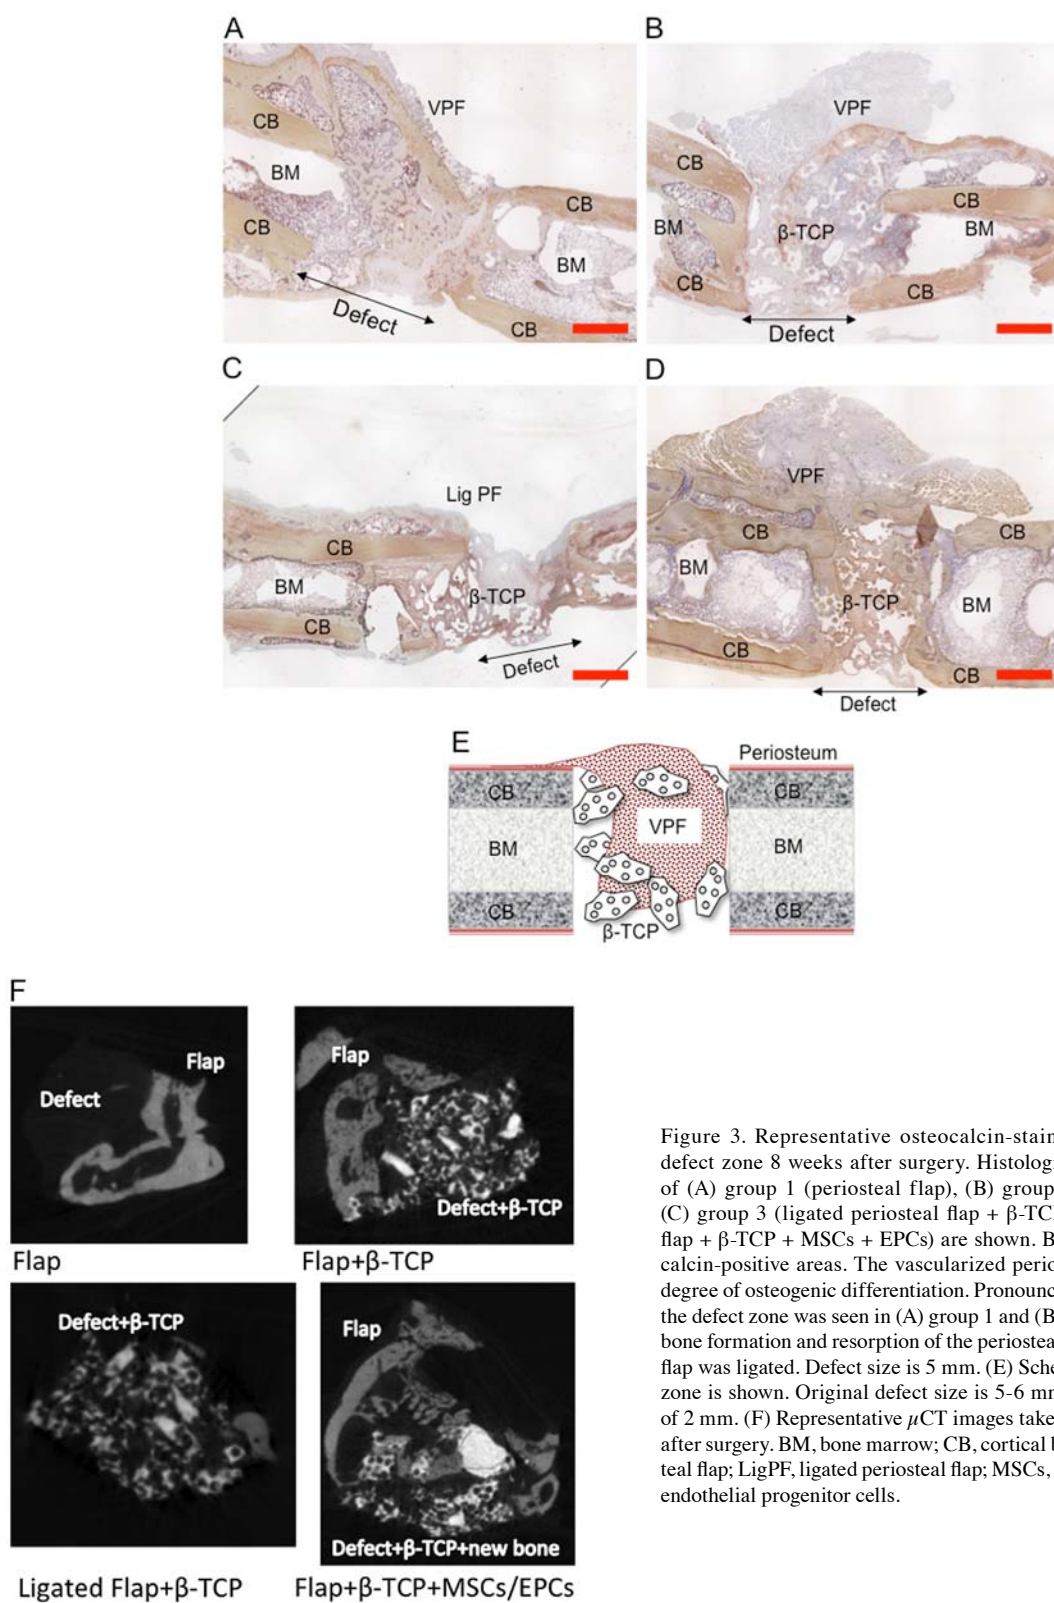 A
VPF
CB
BM
CB
CB
BM
Defect
CB
B
VPF
CB
CB
BM
β-TCP
BM
CB
CB
Defect
C
Lig PF
CB
BM
β-TCP
CB
Defect
D
VPF
CB
CB
BM
β-TCP
BM
CB
CB
Defect
E
Periosteum
CB
CB
BM
VPF
BM
CB
CB
β-TCP
F
Flap
Defect
Flap
Flap
Defect+β-TCP
Flap+β-TCP
Defect+β-TCP
Ligated Flap+β-TCP
Flap
Defect+β-TCP+new bone
Flap+β-TCP+MSCs/EPCs
Figure 3. Representative osteocalcin-stain
defect zone 8 weeks after surgery. Histologi
of (A) group 1 (periosteal flap), (B) group
(C) group 3 (ligated periosteal flap + β-TC
flap + β-TCP + MSCs + EPCs) are shown. B
calcin-positive areas. The vascularized perio
degree of osteogenic differentiation. Pronounc
the defect zone was seen in (A) group 1 and (B
bone formation and resorption of the periostea
flap was ligated. Defect size is 5 mm. (E) Sche
zone is shown. Original defect size is 5-6 mm
of 2 mm. (F) Representative µCT images take
after surgery. BM, bone marrow; CB, cortical b
teal flap; LigPF, ligated periosteal flap; MSCs,
endothelial progenitor cells.